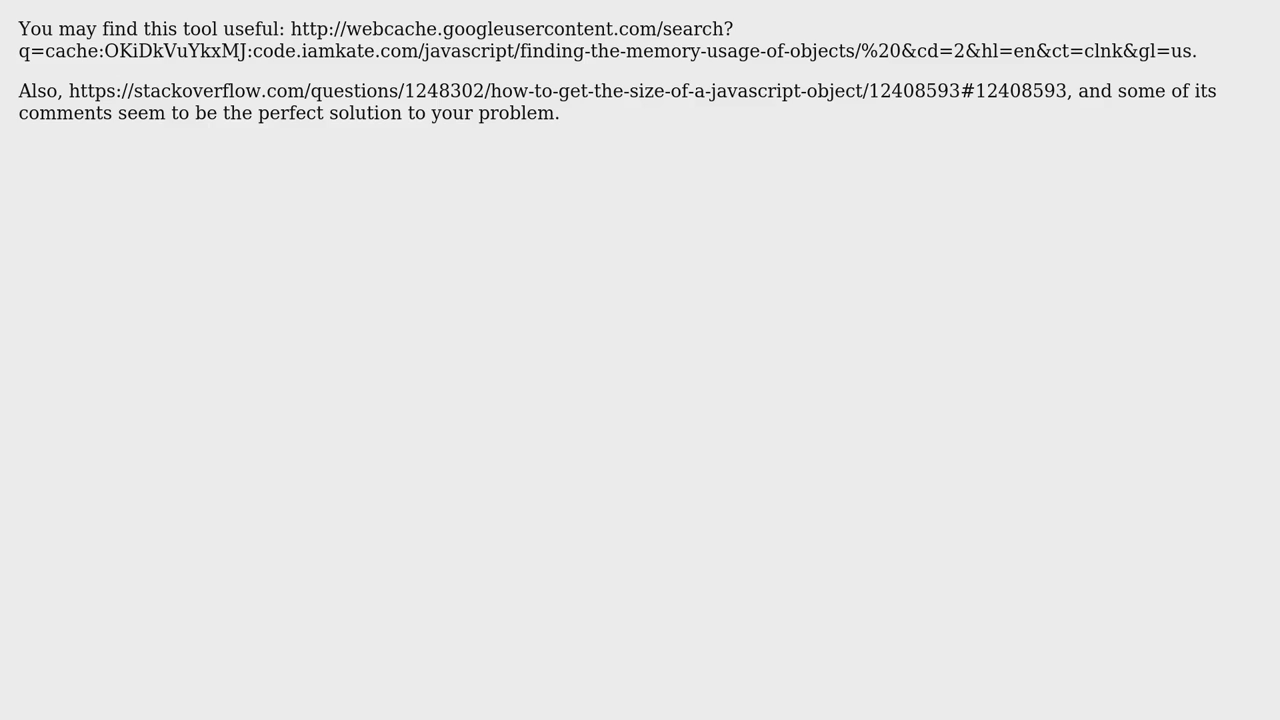 You may find this tool useful: http://webcache.googleusercontent.com/search?
q=cache:OKiDkVuYkxMJ:code.iamkate.com/javascript/finding-the-memory-usage-of-objects/%20&cd=2&hl=en&ct=clnk&gl=us.
Also, https://stackoverflow.com/questions/1248302/how-to-get-the-size-of-a-javascript-object/12408593#12408593, and some of its
comments seem to be the perfect solution to your problem.